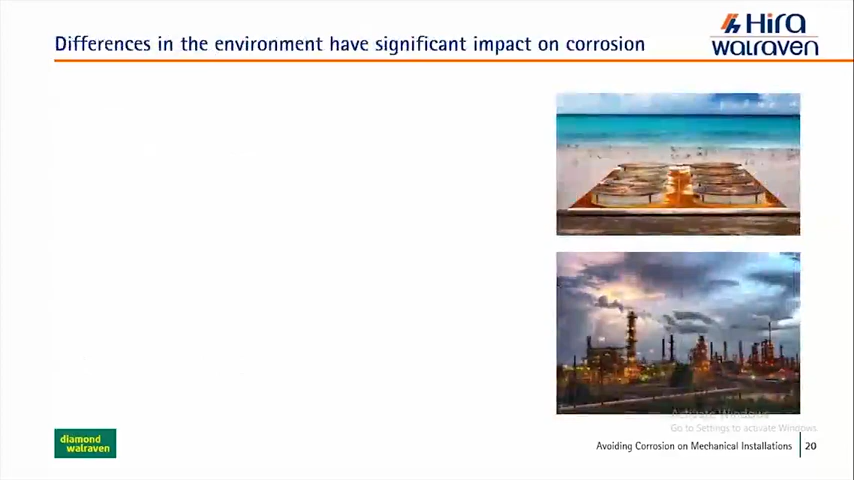 Differences in the environment have significant impact on corrosion
Hira
walraven
Activate Windows
Go to Settings to activate Windows
diamond
walraven
Avoiding Corrosion on Mechanical Installations 20